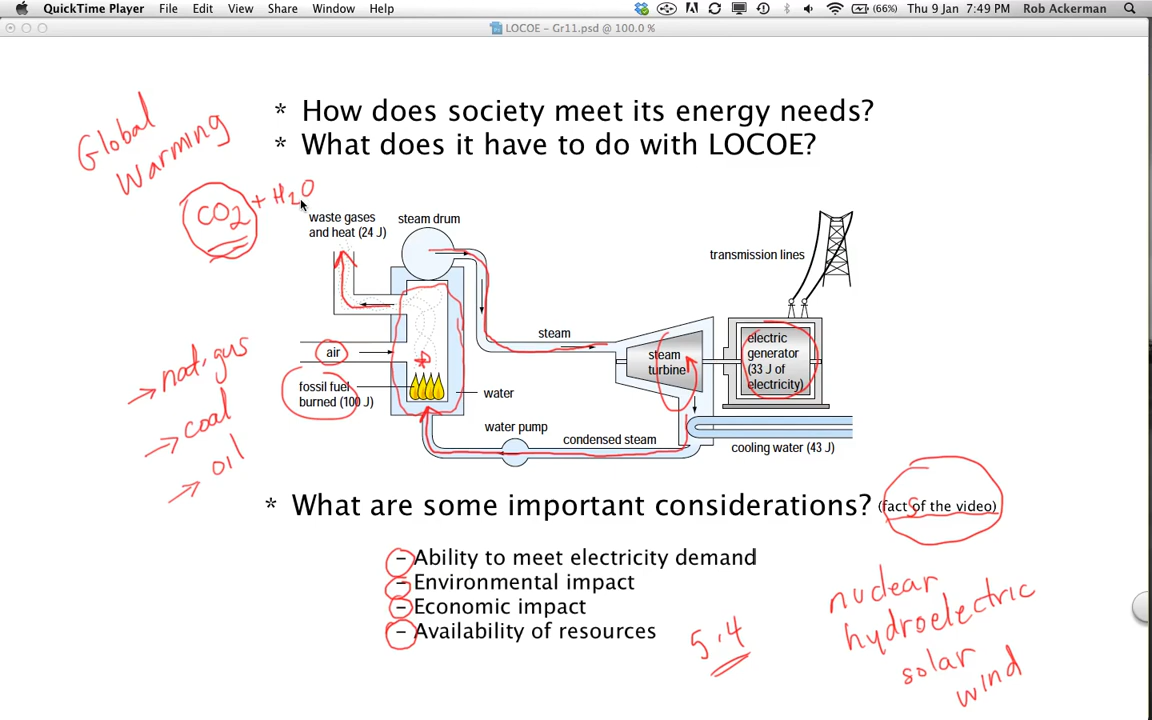 QuickTime Player File Edit View Share Window Help (66%) Thu 9 Jan 7:49 PM Rob Ackerman
LOCOE – Gr11.psd @ 100.0 %
* How does society meet its energy needs?
* What does it have to do with LOCOE?
Global
Warming
CO2 + H2O
waste gases
and heat (24 J)
steam drum
transmission lines
steam
air
fossil fuel
burned (100 J)
water
steam
turbine
electric
generator
(33 J of
electricity)
water pump
condensed steam
cooling water (43 J)
nat. gas
coal
oil
* What are some important considerations? (fact of the video)
s
– Ability to meet electricity demand
– Environmental impact
– Economic impact
– Availability of resources
5.4
nuclear
hydroelectric
solar
wind